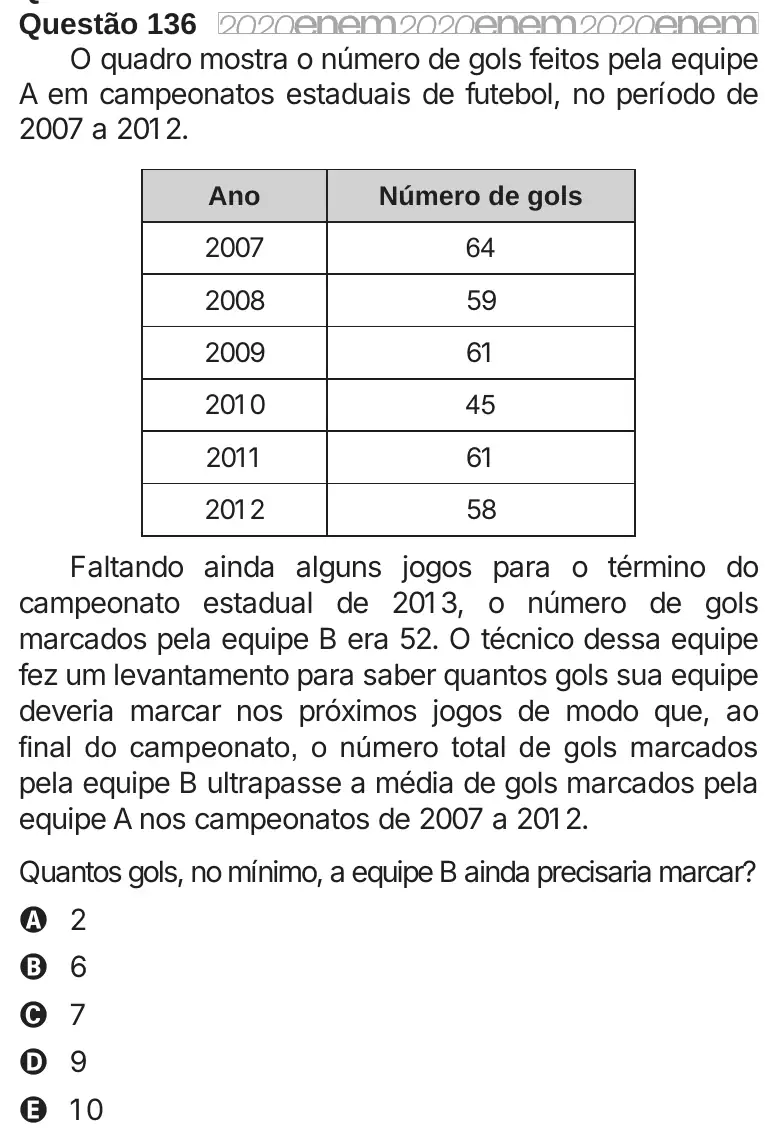 Questão 136 2020enem2020enem2020enem
O quadro mostra o número de gols feitos pela equipe
A em campeonatos estaduais de futebol, no período de
2007 a 2012.
Ano Número de gols
2007 64
2008 59
2009 61
2010 45
2011 61
2012 58
Faltando ainda alguns jogos para o término do
campeonato estadual de 2013, o número de gols
marcados pela equipe B era 52. O técnico dessa equipe
fez um levantamento para saber quantos gols sua equipe
deveria marcar nos próximos jogos de modo que, ao
final do campeonato, o número total de gols marcados
pela equipe B ultrapasse a média de gols marcados pela
equipe A nos campeonatos de 2007 a 2012.
Quantos gols, no mínimo, a equipe B ainda precisaria marcar?
A 2
B 6
C 7
D 9
E 10